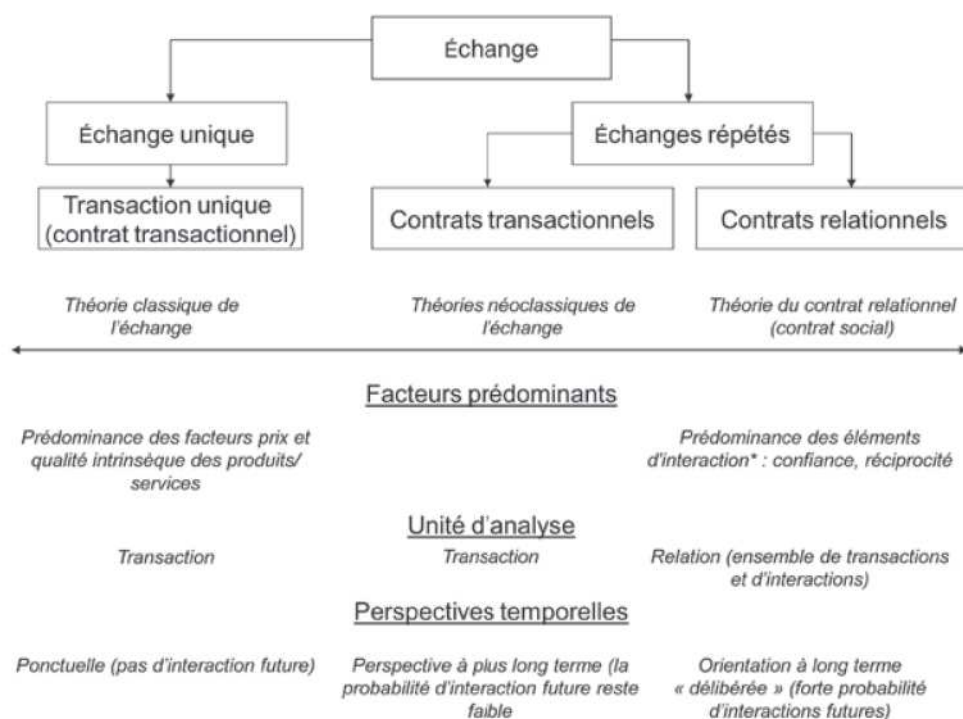 Échange
Échange unique
Échanges répétés
Transaction unique
(contrat transactionnel)
Contrats transactionnels
Contrats relationnels
Théorie classique de
l'échange
Théories néoclassiques de
l'échange
Théorie du contrat relationnel
(contrat social)
Facteurs prédominants
Prédominance des facteurs prix et
qualité intrinsèque des produits/
services
Prédominance des éléments
d'interaction* : confiance, réciprocité
Unité d'analyse
Transaction
Transaction
Relation (ensemble de transactions
et d'interactions)
Perspectives temporelles
Ponctuelle (pas d'interaction future)
Perspective à plus long terme (la
probabilité d'interaction future reste
faible
Orientation à long terme
« délibérée » (forte probabilité
d'interactions futures)